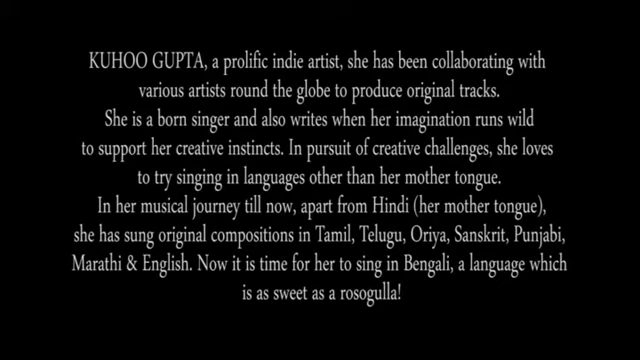 KUHOO GUPTA, a prolific indie artist, she has been collaborating with
various artists round the globe to produce original tracks.
She is a born singer and also writes when her imagination runs wild
to support her creative instincts. In pursuit of creative challenges, she loves
to try singing in languages other than her mother tongue.
In her musical journey till now, apart from Hindi (her mother tongue),
she has sung original compositions in Tamil, Telugu, Oriya, Sanskrit, Punjabi,
Marathi & English. Now it is time for her to sing in Bengali, a language which
is as sweet as a rosogulla!